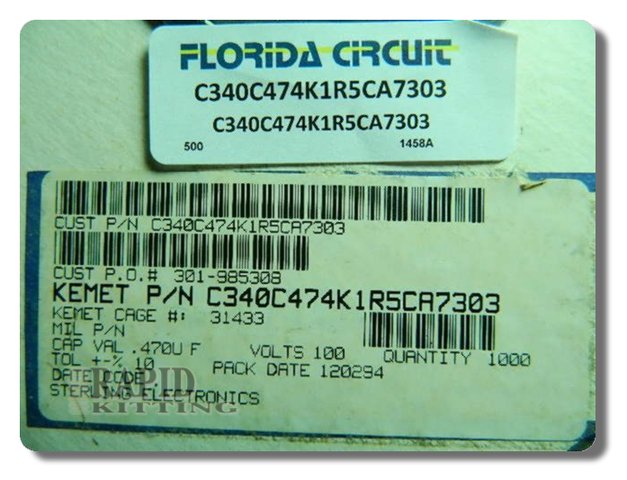 FLORIDA CIRCUIT
C340C474K1R5CA7303
C340C474K1R5CA7303
500 1458A
CUST P/N C340C474K1R5CA7303
CUST P.O.# 301-985308
KEMET P/N C340C474K1R5CA7303
KEMET CAGE #: 31433
MIL P/N
CAP VAL .470U F VOLTS 100 QUANTITY 1000
TOL +-% 10 PACK DATE 120294
DATE CODE
RAPID
KITTING
STERLING ELECTRONICS